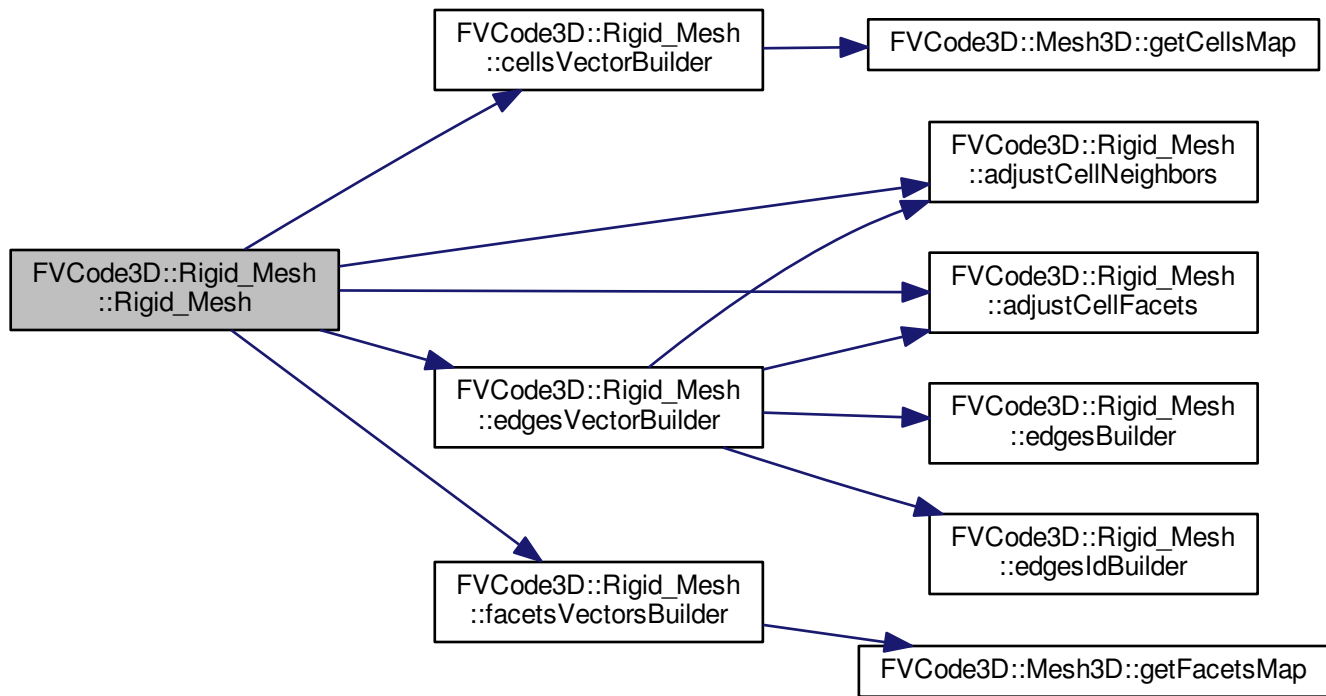 FVCode3D::Rigid_Mesh
::cellsVectorBuilder
FVCode3D::Mesh3D::getCellsMap
FVCode3D::Rigid_Mesh
::adjustCellNeighbors
FVCode3D::Rigid_Mesh
::Rigid_Mesh
FVCode3D::Rigid_Mesh
::adjustCellFacets
FVCode3D::Rigid_Mesh
::edgesVectorBuilder
FVCode3D::Rigid_Mesh
::edgesBuilder
FVCode3D::Rigid_Mesh
::edgesIdBuilder
FVCode3D::Rigid_Mesh
::facetsVectorsBuilder
FVCode3D::Mesh3D::getFacetsMap